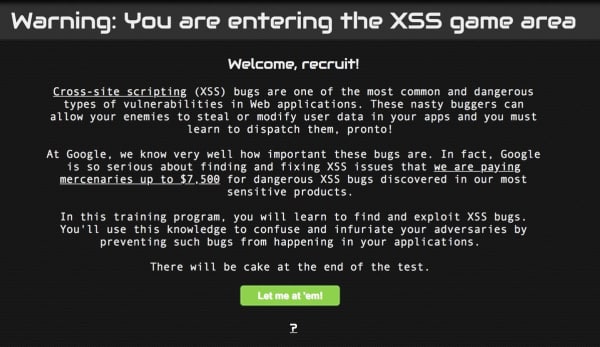 Warning: You are entering the XSS game area
Welcome, recruit!
Cross-site scripting (XSS) bugs are one of the most common and dangerous
types of vulnerabilities in Web applications. These nasty buggers can
allow your enemies to steal or modify user data in your apps and you must
learn to dispatch them, pronto!
At Google, we know very well how important these bugs are. In fact, Google
is so serious about finding and fixing XSS issues that we are paying
mercenaries up to $7,500 for dangerous XSS bugs discovered in our most
sensitive products.
In this training program, you will learn to find and exploit XSS bugs.
You'll use this knowledge to confuse and infuriate your adversaries by
preventing such bugs from happening in your applications.
There will be cake at the end of the test.
Let me at 'em!
?